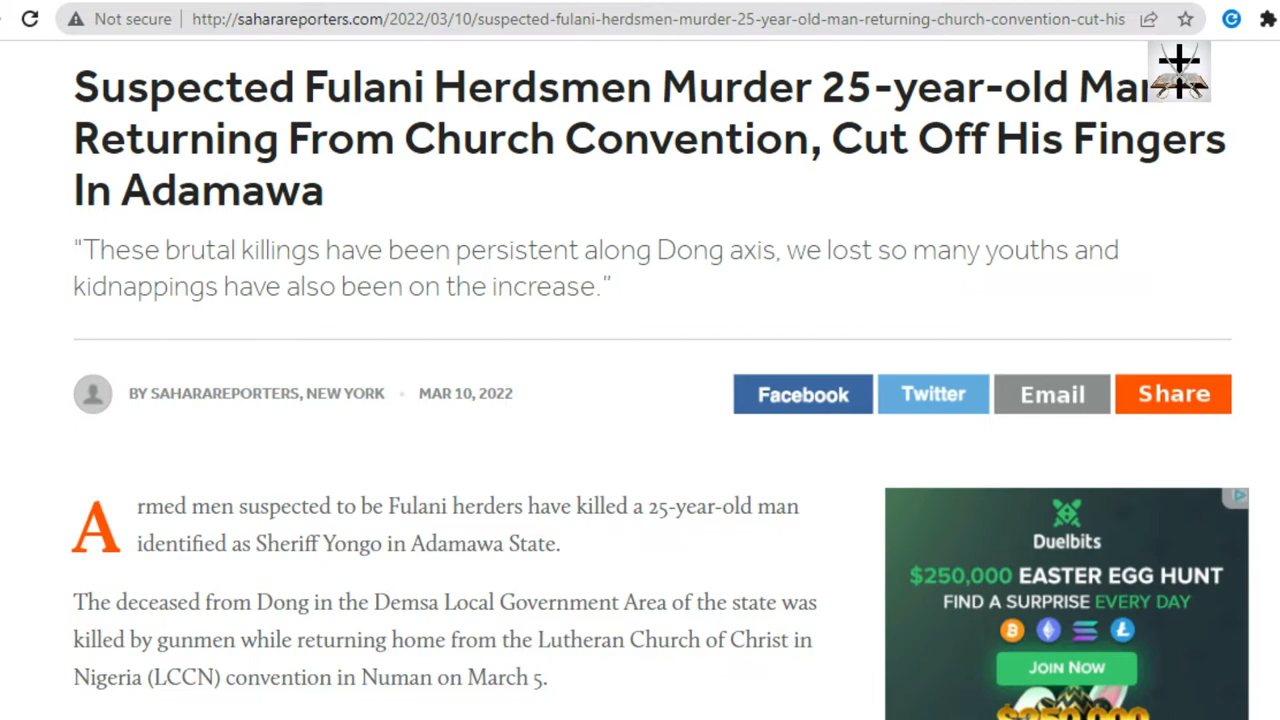 Not secure | http://saharareporters.com/2022/03/10/suspected-fulani-herdsmen-murder-25-year-old-man-returning-church-convention-cut-his
Suspected Fulani Herdsmen Murder 25-year-old Man
Returning From Church Convention, Cut Off His Fingers
In Adamawa
"These brutal killings have been persistent along Dong axis, we lost so many youths and
kidnappings have also been on the increase."
BY SAHARAREPORTERS, NEW YORK • MAR 10, 2022
Facebook Twitter Email Share
Armed men suspected to be Fulani herders have killed a 25-year-old man
identified as Sheriff Yongo in Adamawa State.
The deceased from Dong in the Demsa Local Government Area of the state was
killed by gunmen while returning home from the Lutheran Church of Christ in
Nigeria (LCCN) convention in Numan on March 5.
Duelbits
$250,000 EASTER EGG HUNT
FIND A SURPRISE EVERY DAY
JOIN NOW
$250,000